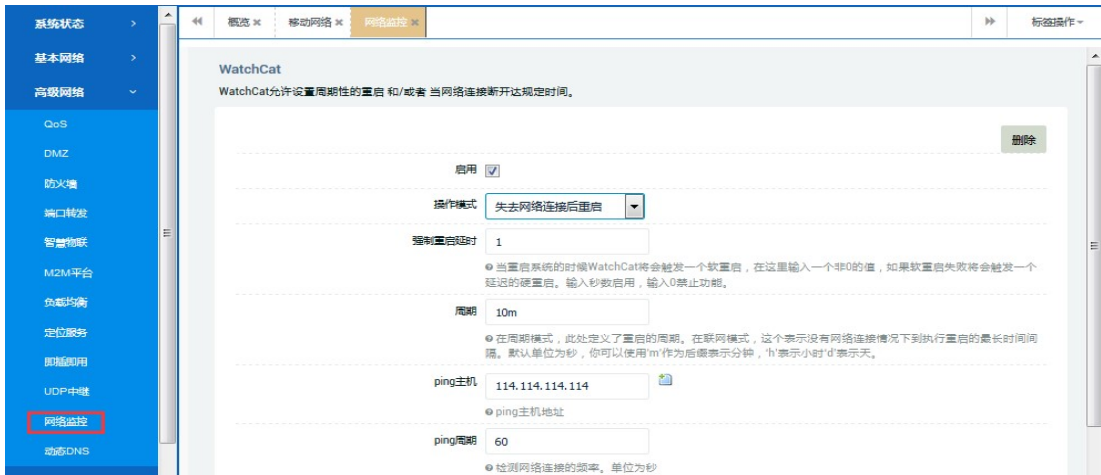 系统状态
基本网络
高级网络
QoS
DMZ
防火墙
端口转发
智慧物联
M2M平台
负载均衡
定位服务
即插即用
UDP中继
网络监控
动态DNS
概览
移动网络
网络监控
标签操作
WatchCat
WatchCat允许设置周期性的重启 和/或者 当网络连接断开达规定时间。
删除
启用
操作模式 失去网络连接后重启
强制重启延时 1
当重启系统的时候WatchCat将会触发一个软重启，在这里输入一个非0的值，如果软重启失败将会触发一个
延迟的硬重启。输入秒数启用，输入0禁止功能。
周期 10m
在周期模式，此处定义了重启的周期。在联网模式，这个表示没有网络连接情况下到执行重启的最长时间间
隔。默认单位为秒，你可以使用'm'作为后缀表示分钟，'h'表示小时'd'表示天。
ping主机 114.114.114.114
ping主机地址
ping周期 60
检测网络连接的频率。单位为秒